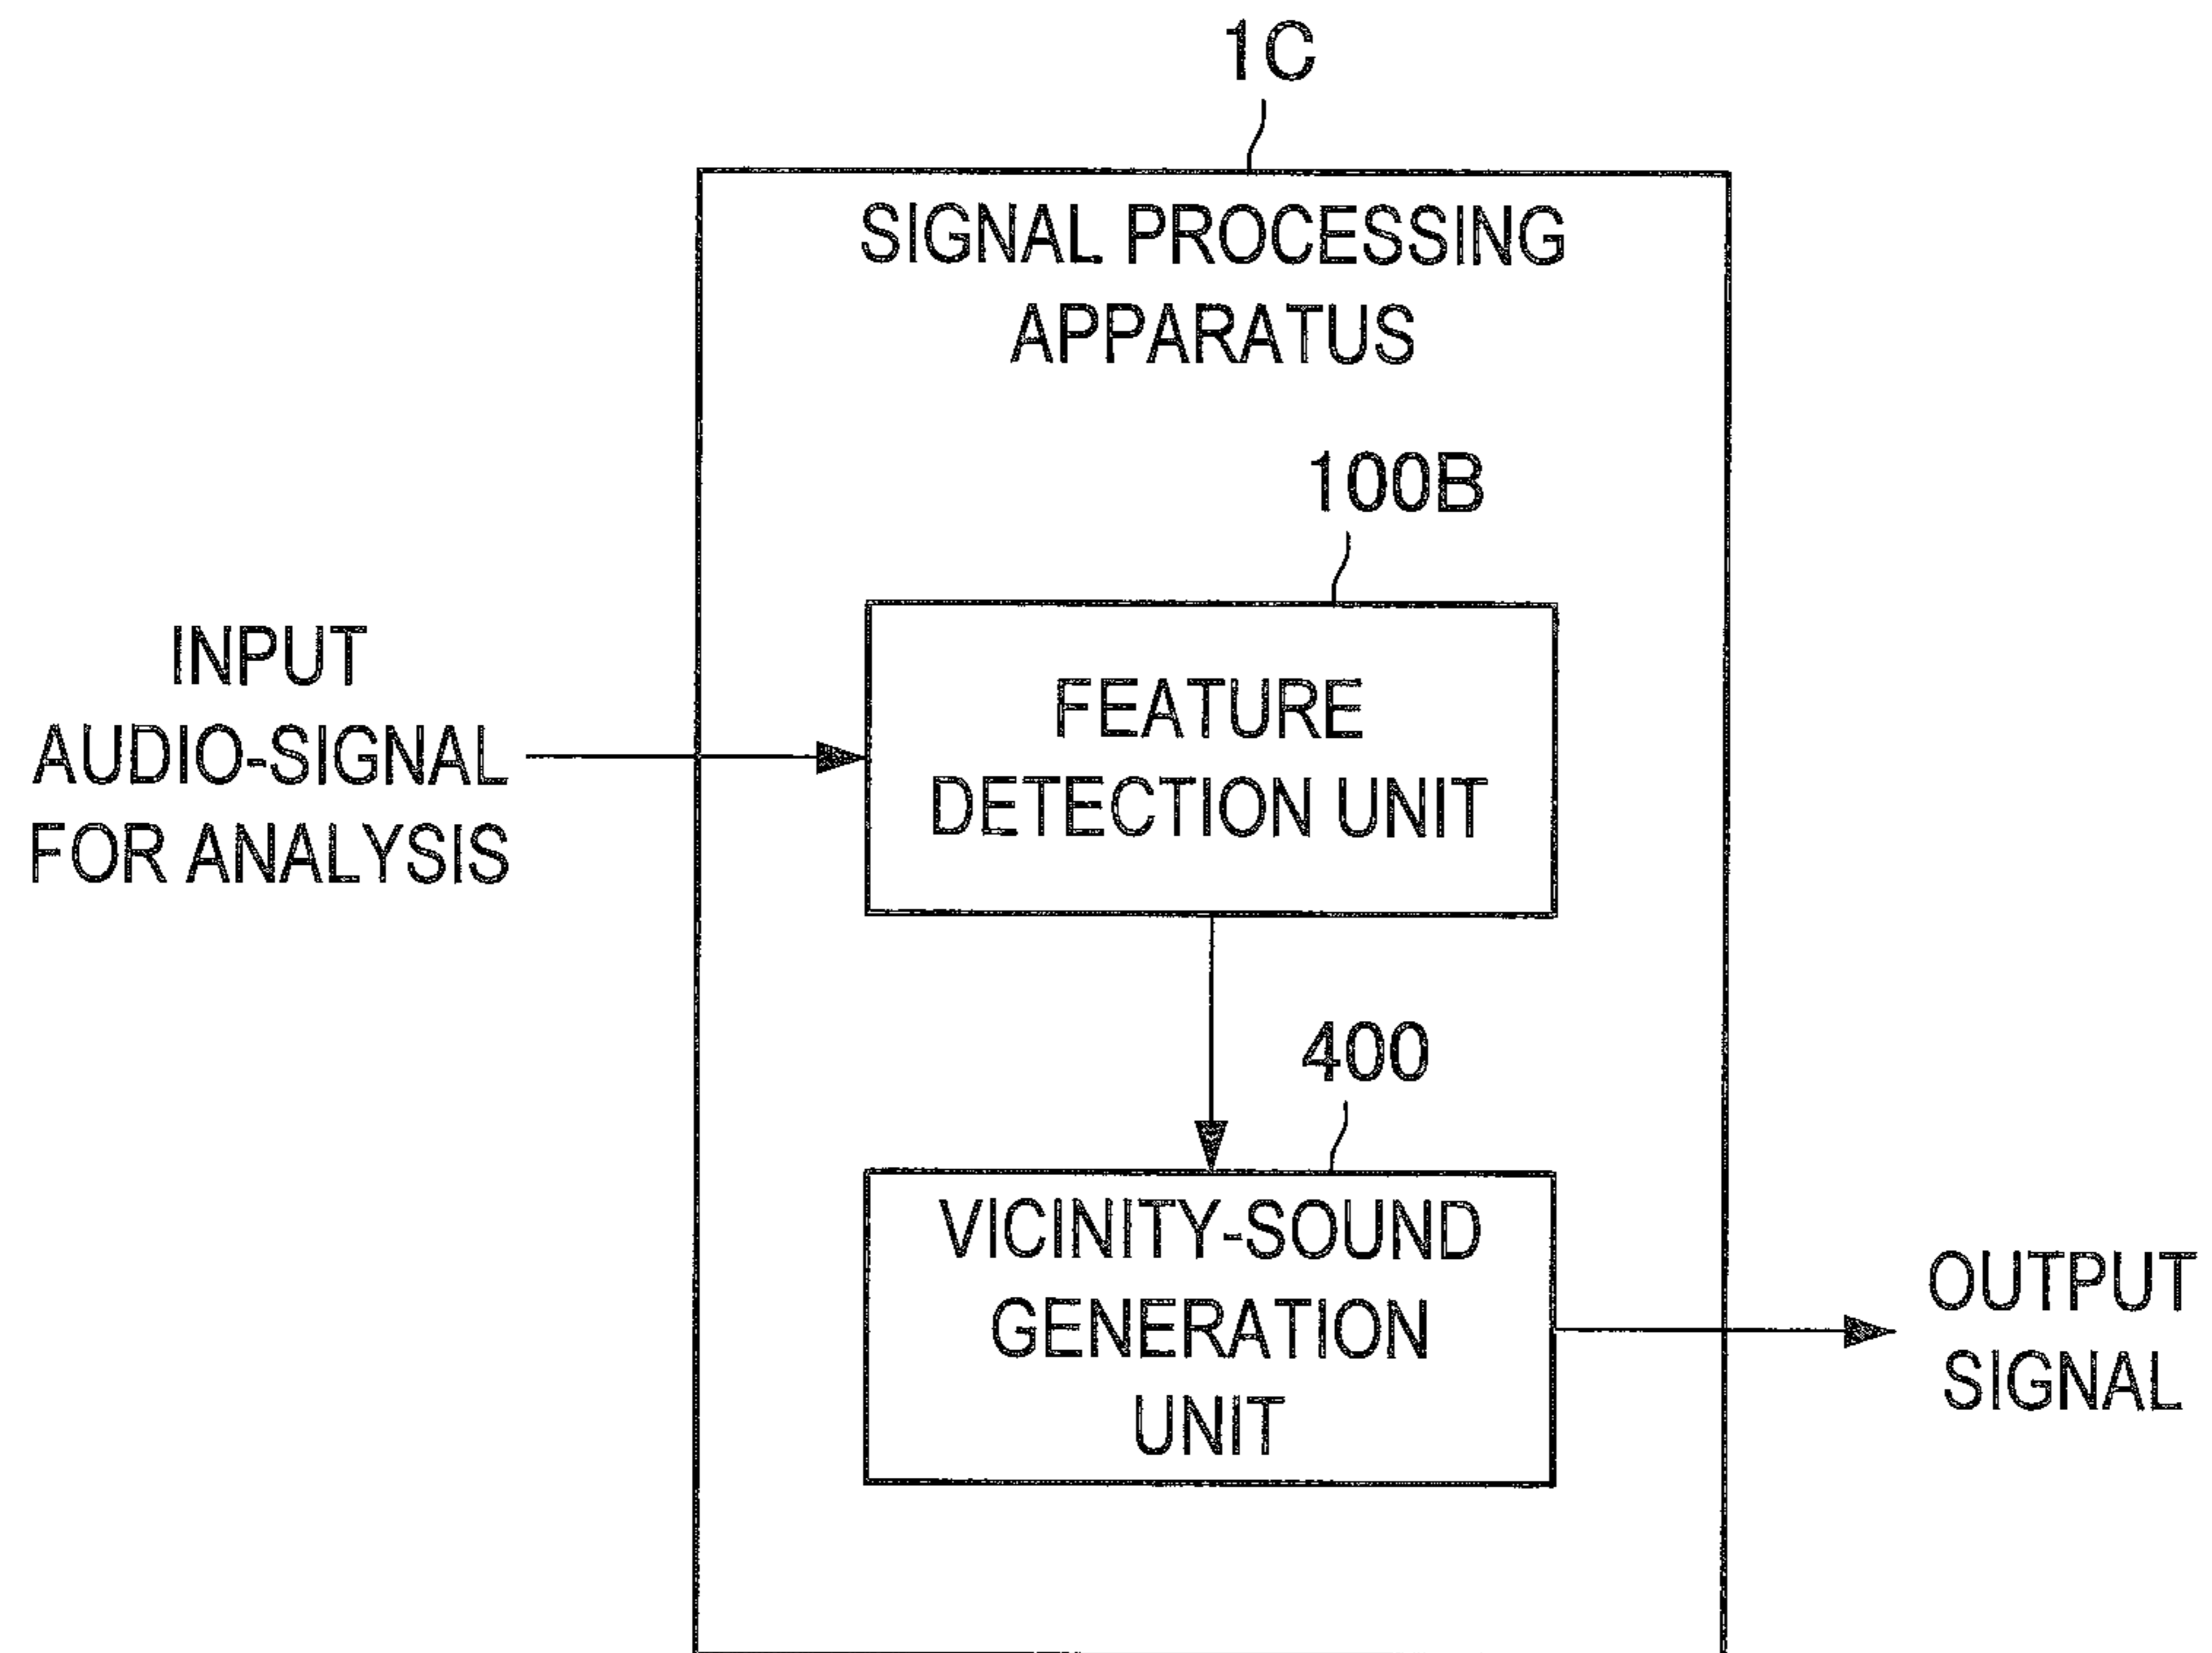 1C
SIGNAL PROCESSING
APPARATUS
100B
INPUT
AUDIO-SIGNAL
FOR ANALYSIS
FEATURE
DETECTION UNIT
400
VICINITY-SOUND
GENERATION
UNIT
OUTPUT
SIGNAL